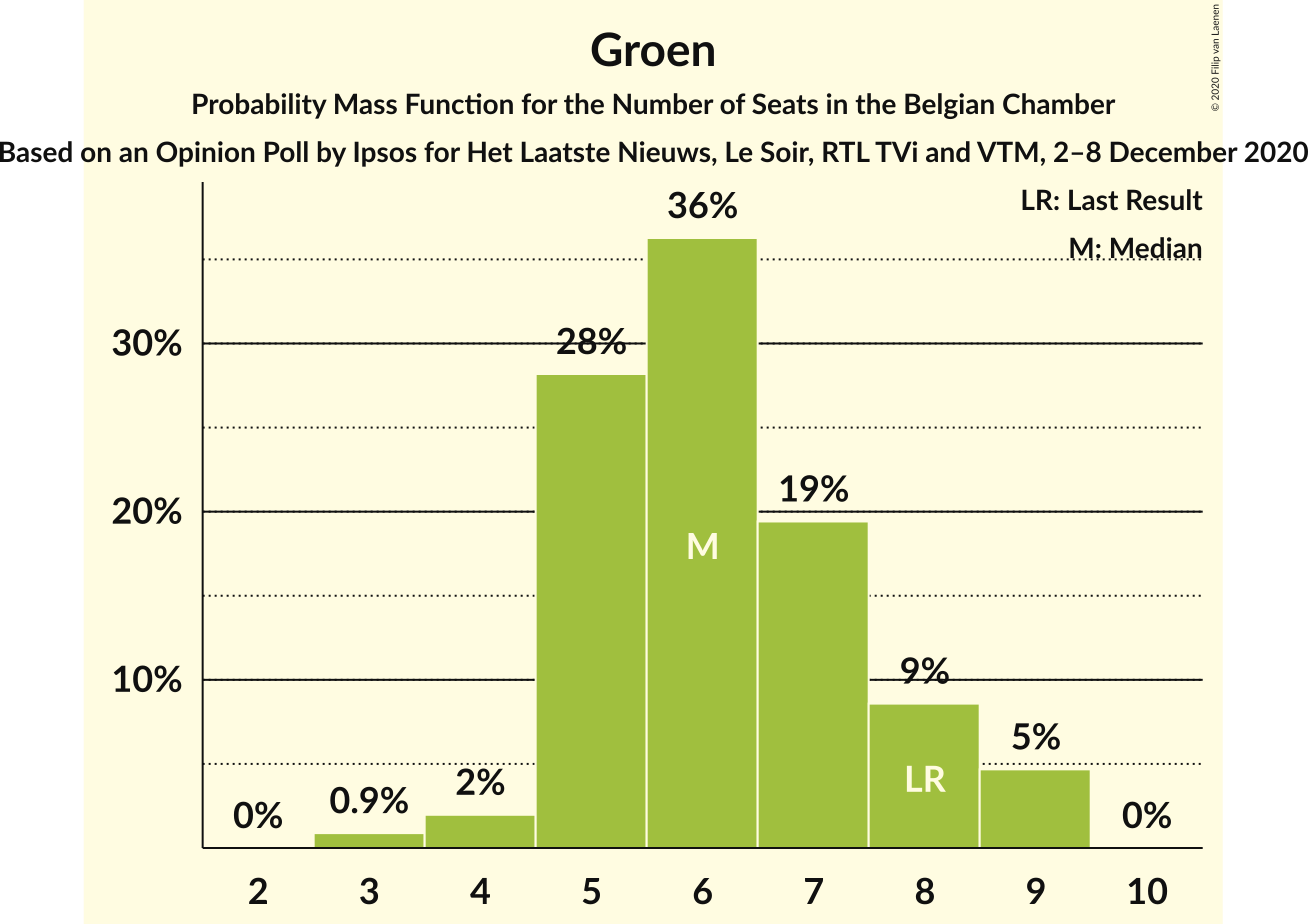 Groen
Probability Mass Function for the Number of Seats in the Belgian Chamber
Based on an Opinion Poll by Ipsos for Het Laatste Nieuws, Le Soir, RTL TVi and VTM, 2–8 December 2020
© 2020 Filip van Laenen
LR: Last Result
M: Median
36%
28%
19%
9%
5%
2%
0.9%
0%
0%
M
LR
30%
20%
10%
2 3 4 5 6 7 8 9 10